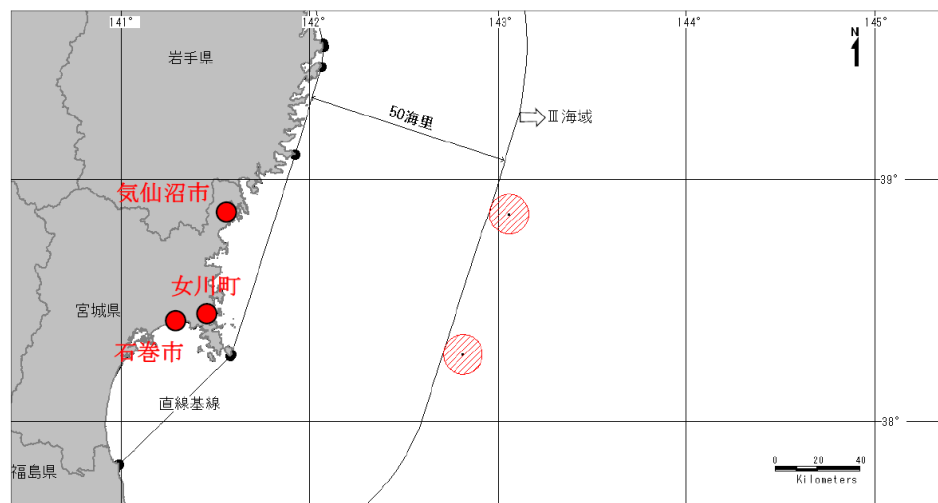 141°
142°
143°
144°
145°
N
岩手県
50海里
Ⅲ海域
39°
気仙沼市
女川町
宮城県
石巻市
直線基線
38°
福島県
0 20 40
Kilometers